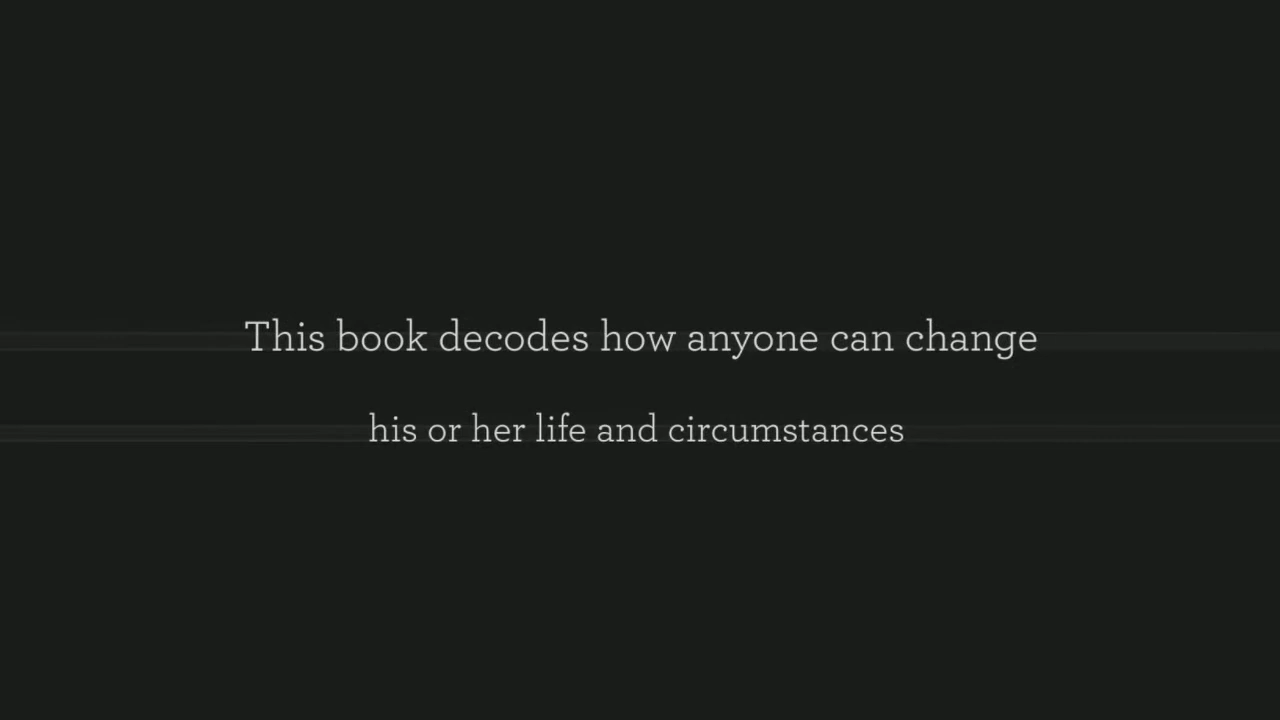 This book decodes how anyone can change
his or her life and circumstances